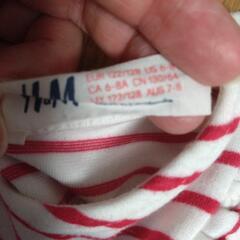 EUR 122/128 US 6-8
CA 6-8A CN 130/64
MX 122/128 AUS 7-8